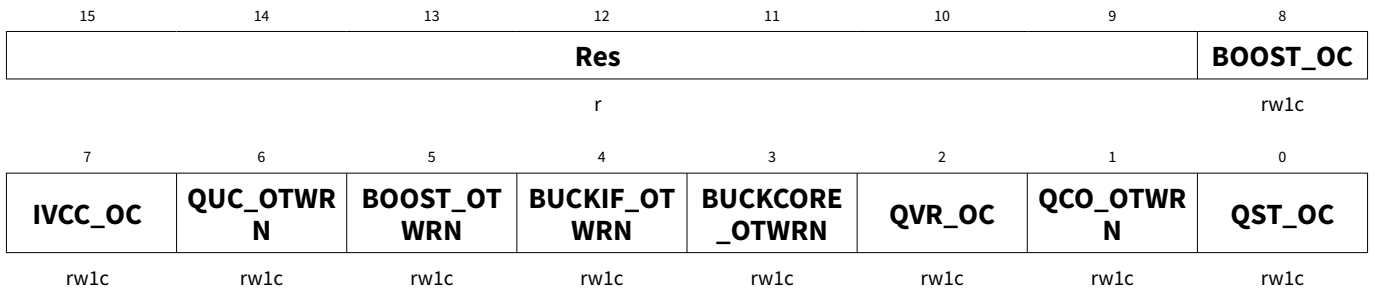 15 14 13 12 11 10 9 8
Res BOOST_OC
r rw1c
7 6 5 4 3 2 1 0
IVCC_OC QUC_OTWR BOOST_OT BUCKIF_OT BUCKCORE QVR_OC QCO_OTWR QST_OC
N WRN WRN _OTWRN N
rw1c rw1c rw1c rw1c rw1c rw1c rw1c rw1c